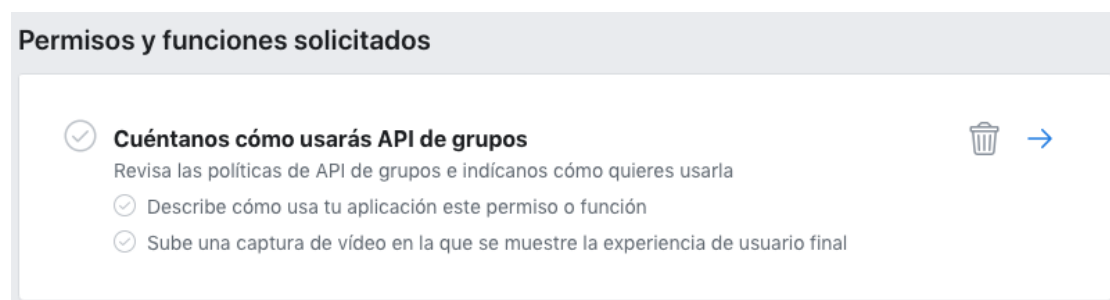 Permisos y funciones solicitados
Cuéntanos cómo usarás API de grupos
Revisa las políticas de API de grupos e indícanos cómo quieres usarla
Describe cómo usa tu aplicación este permiso o función
Sube una captura de vídeo en la que se muestre la experiencia de usuario final